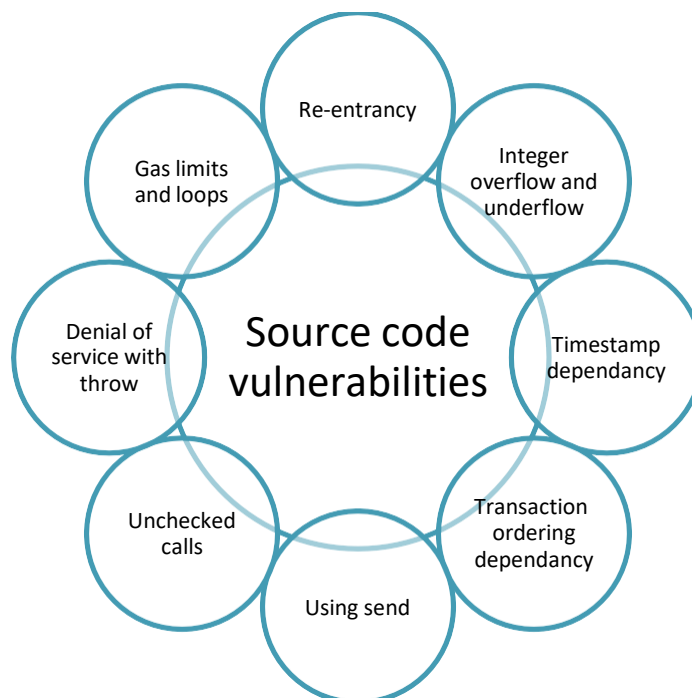 Re-entrancy
Integer
overflow and
underflow
Timestamp
dependancy
Transaction
ordering
dependancy
Using send
Unchecked
calls
Denial of
service with
throw
Gas limits
and loops
Source code
vulnerabilities